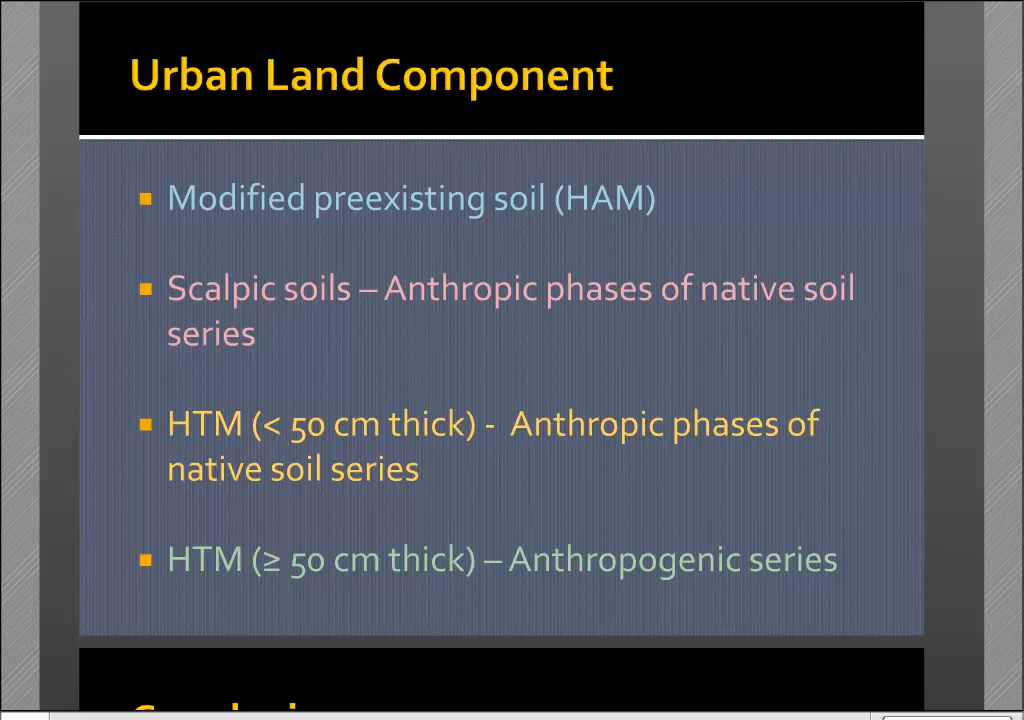 Urban Land Component
▪ Modified preexisting soil (HAM)
▪ Scalpic soils – Anthropic phases of native soil
series
▪ HTM (< 50 cm thick) - Anthropic phases of
native soil series
▪ HTM (≥ 50 cm thick) – Anthropogenic series